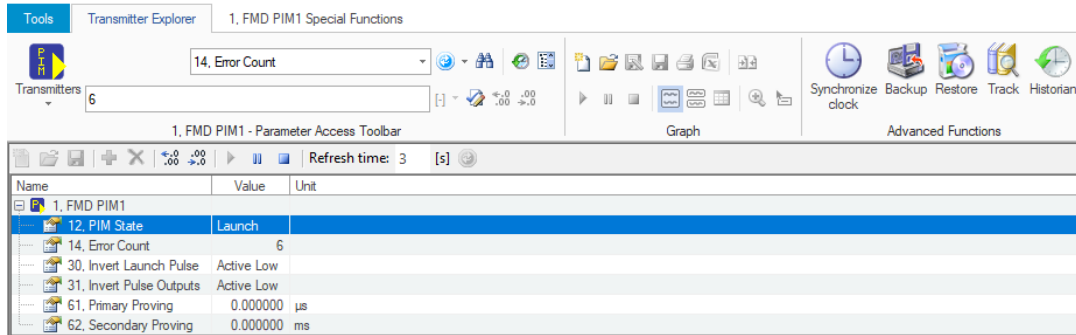 Tools Transmitter Explorer 1, FMD PIM1 Special Functions
PIM
14, Error Count
Transmitters
6
Synchronize clock Backup Restore Track Historian
1, FMD PIM1 - Parameter Access Toolbar Graph Advanced Functions
Refresh time: 3 [s]
Name Value Unit
1, FMD PIM1
12, PIM State Launch
14, Error Count 6
30, Invert Launch Pulse Active Low
31, Invert Pulse Outputs Active Low
61, Primary Proving 0.000000 µs
62, Secondary Proving 0.000000 ms